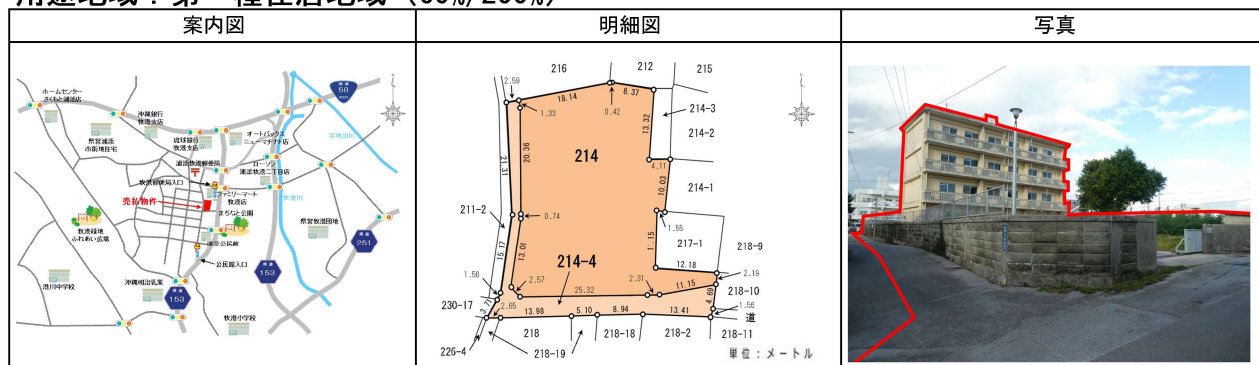 用途地域：第一種住居地域 (60%/200%)
案内図
明細図
写真
国道
58
ホームセンター
さくもと浦添店
沖縄銀行
牧港支店
県営浦添
市街地住宅
琉球銀行
牧港支店
オートバックス
ニューマチナト店
宇地泊川
浦添牧港郵便局
ローソン
浦添牧港二丁目店
牧港郵便局入口
ファミリーマート
牧港店
牧港川
売払物件
まちなと公園
牧港緑地
ふれあい広場
県営牧港団地
浦添公民館
県道
251
公民館入口
県道
153
港川中学校
沖縄明治乳業
県道
153
牧港小学校
216
212
215
2.59
18.14
8.37
1.33
0.42
214-3
13.32
214-2
20.36
214
4.11
21.31
10.03
214-1
211-2
0.74
1.55
11.15
217-1
218-9
15.17
13.01
214-4
12.18
2.19
1.56
2.57
2.31
11.15
218-10
25.32
4.69
230-17
2.65
1.56
13.98
5.10
8.94
13.41
道
218
218-18
218-2
218-11
226-4
218-19
単位：メートル